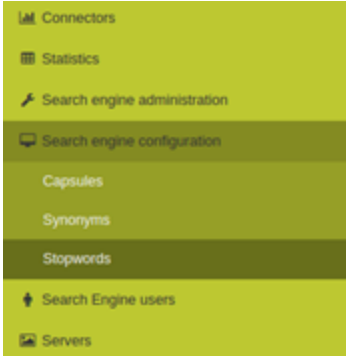 Connectors
Statistics
Search engine administration
Search engine configuration
Capsules
Synonyms
Stopwords
Search Engine users
Servers